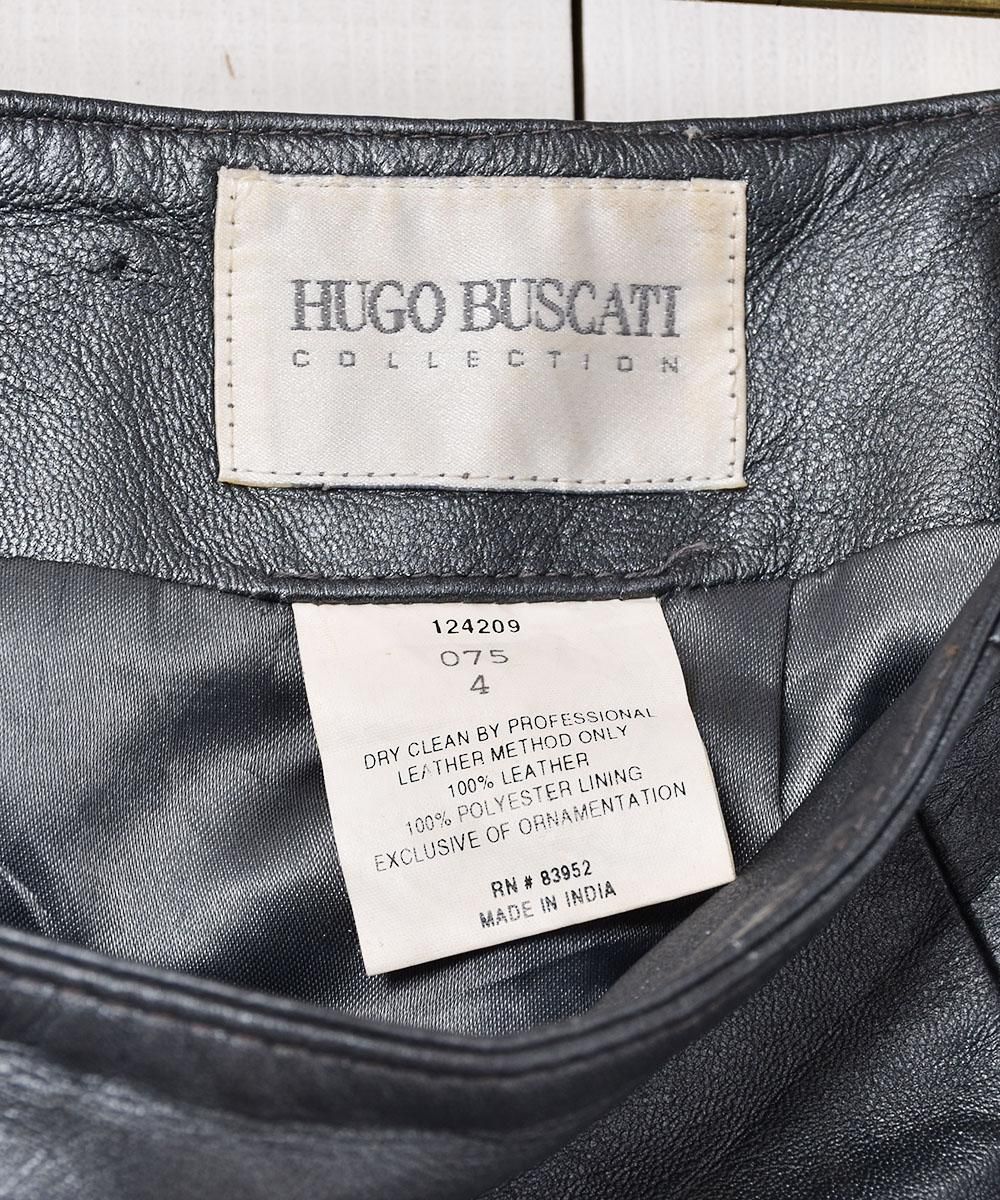 HUGO BUSCATI
COLLECTION
124209
075
4
DRY CLEAN BY PROFESSIONAL
LEATHER METHOD ONLY
100% LEATHER
100% POLYESTER LINING
EXCLUSIVE OF ORNAMENTATION
RN # 83952
MADE IN INDIA